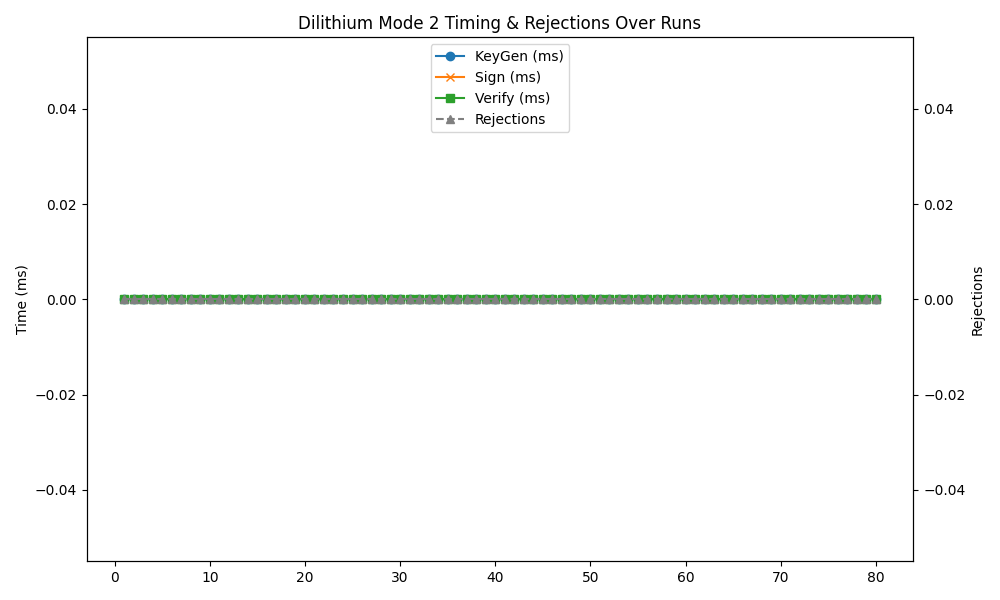 Dilithium Mode 2 Timing & Rejections Over Runs
KeyGen (ms)
Sign (ms)
Verify (ms)
Rejections
Time (ms)
0.04
0.02
0.00
−0.02
−0.04
0.04
0.02
0.00
−0.02
−0.04
Rejections
0 10 20 30 40 50 60 70 80